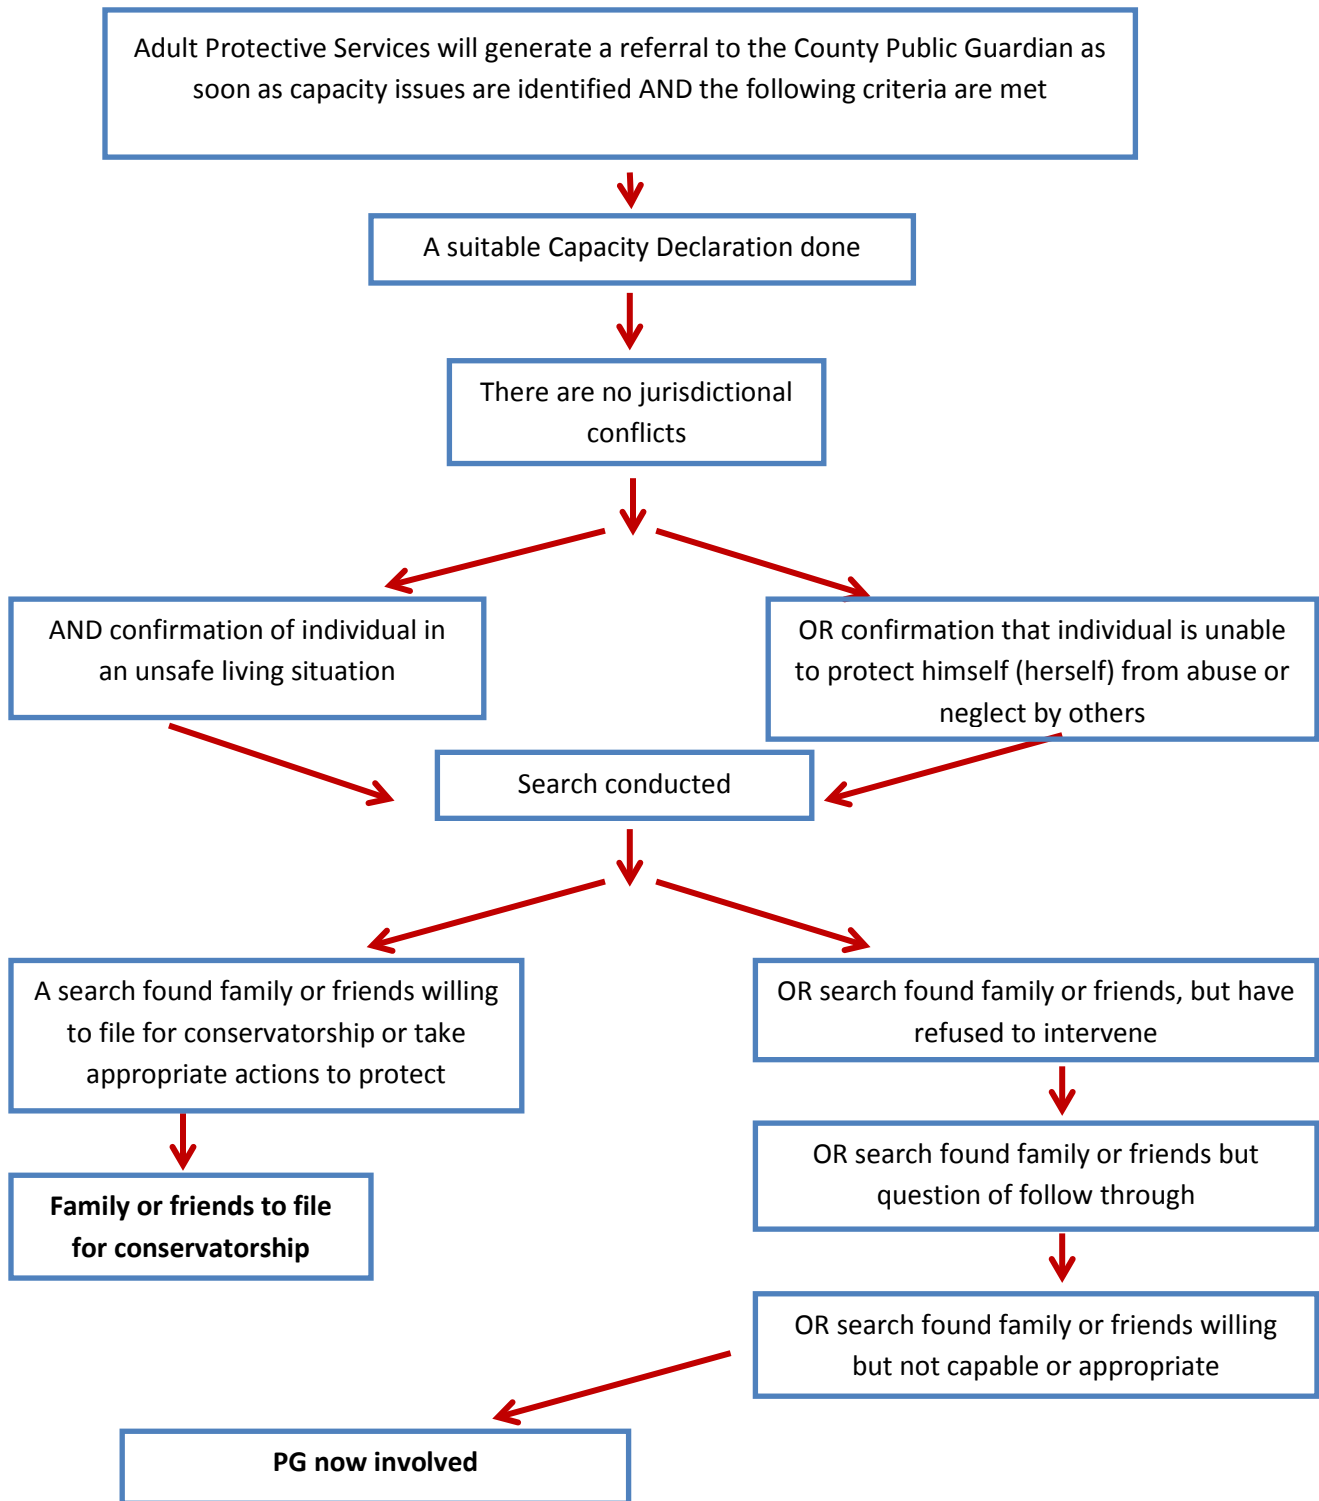 Adult Protective Services will generate a referral to the County Public Guardian as
soon as capacity issues are identified AND the following criteria are met
A suitable Capacity Declaration done
There are no jurisdictional
conflicts
AND confirmation of individual in
an unsafe living situation
OR confirmation that individual is unable
to protect himself (herself) from abuse or
neglect by others
Search conducted
A search found family or friends willing
to file for conservatorship or take
appropriate actions to protect
OR search found family or friends, but have
refused to intervene
Family or friends to file
for conservatorship
OR search found family or friends but
question of follow through
OR search found family or friends willing
but not capable or appropriate
PG now involved